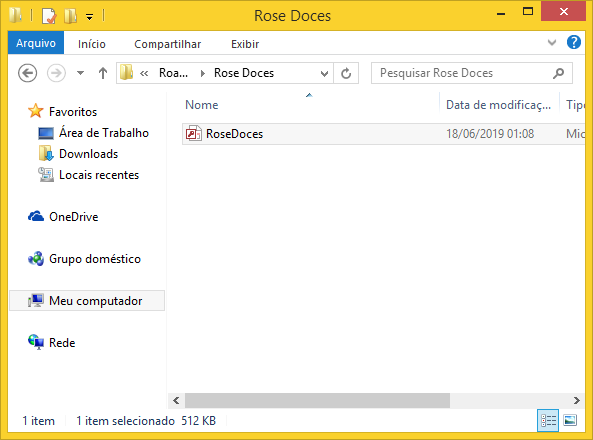 Rose Doces
Arquivo Início Compartilhar Exibir
« Roa... Rose Doces Pesquisar Rose Doces
Nome Data de modificaç... Tipo
Favoritos
RoseDoces 18/06/2019 01:08 Mic
Área de Trabalho
Downloads
Locais recentes
OneDrive
Grupo doméstico
Meu computador
Rede
1 item 1 item selecionado 512 KB